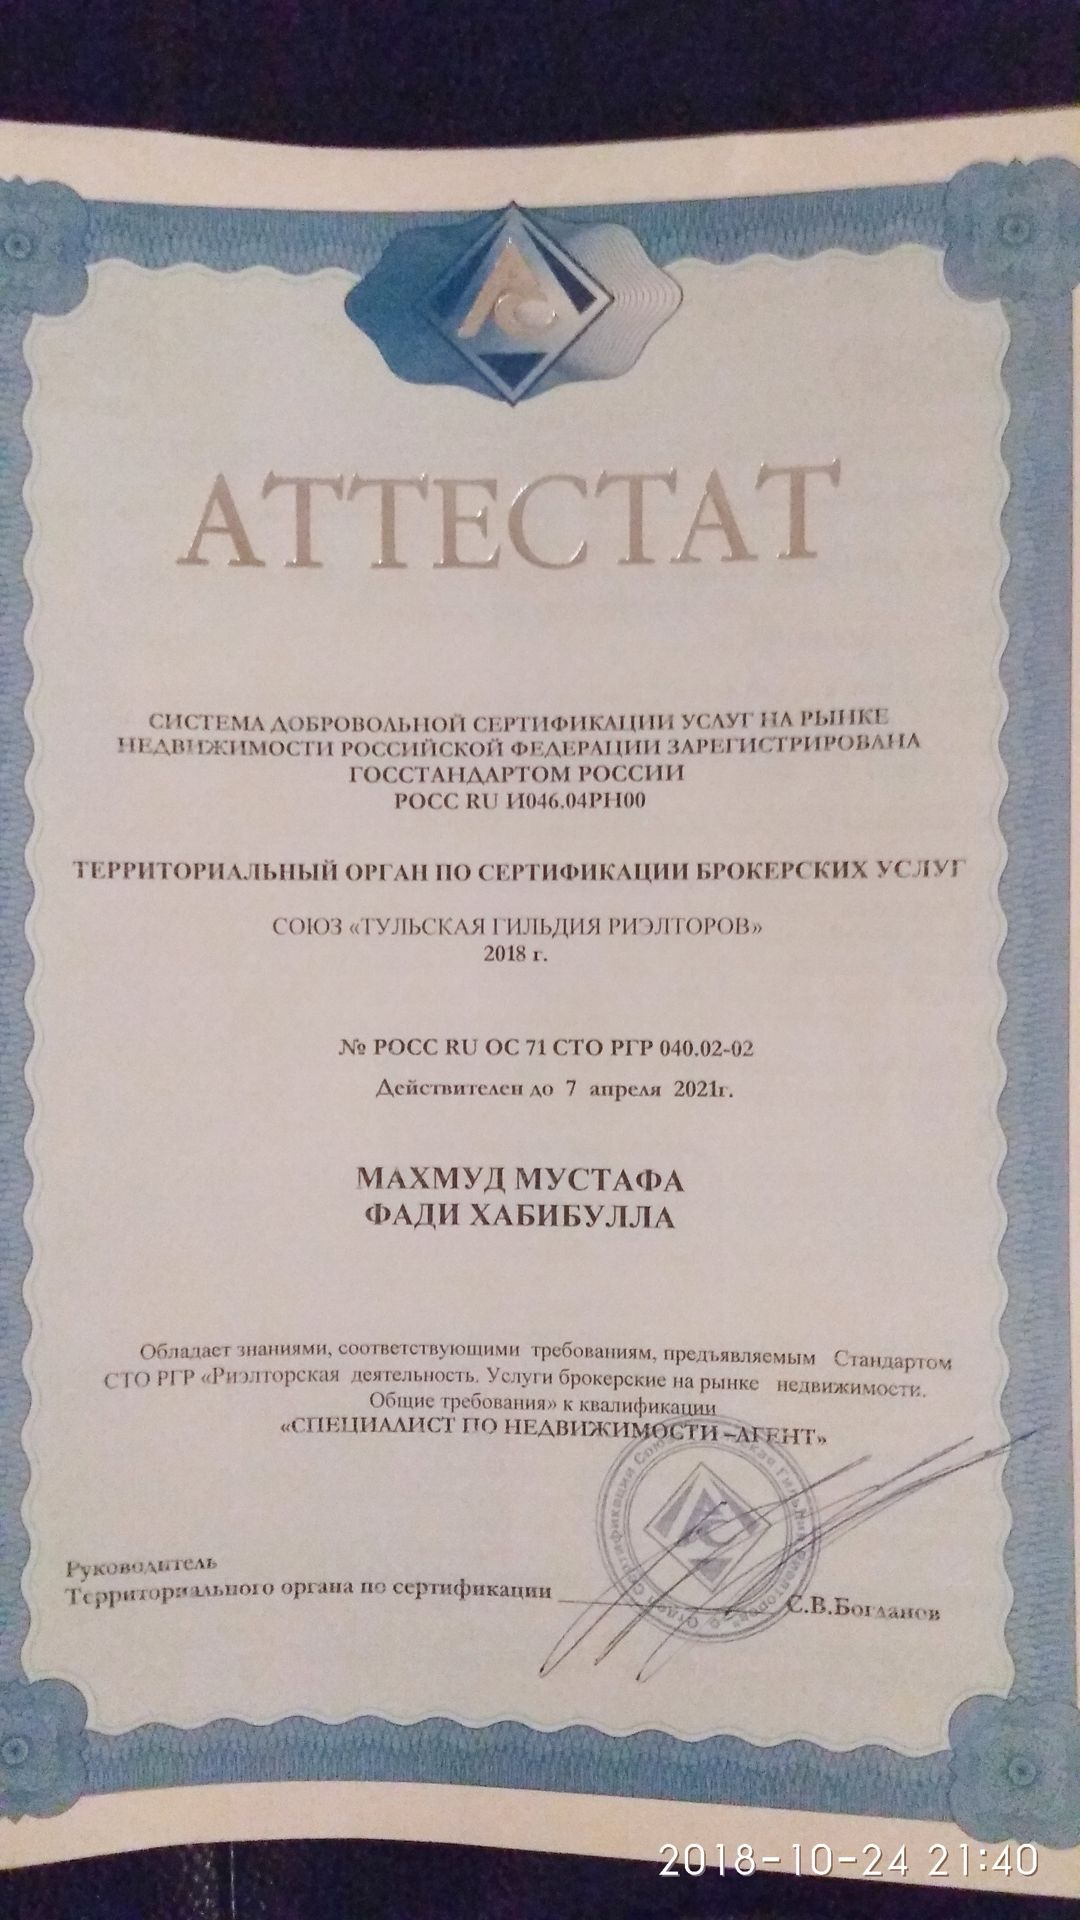 АТТЕСТАТ
СИСТЕМА ДОБРОВОЛЬНОЙ СЕРТИФИКАЦИИ УСЛУГ НА РЫНКЕ
НЕДВИЖИМОСТИ РОССИЙСКОЙ ФЕДЕРАЦИИ ЗАРЕГИСТРИРОВАНА
ГОССТАНДАРТОМ РОССИИ
РОСС RU И046.04РН00
ТЕРРИТОРИАЛЬНЫЙ ОРГАН ПО СЕРТИФИКАЦИИ БРОКЕРСКИХ УСЛУГ
СОЮЗ «ТУЛЬСКАЯ ГИЛЬДИЯ РИЭЛТОРОВ»
2018 г.
№ РОСС RU ОС 71 СТО РГР 040.02-02
Действителен до 7 апреля 2021г.
МАХМУД МУСТАФА
ФАДИ ХАБИБУЛЛА
Обладает знаниями, соответствующими требованиям, предъявляемым Стандартом
СТО РГР «Риэлторская деятельность. Услуги брокерские на рынке недвижимости.
Общие требования» к квалификации
«СПЕЦИАЛИСТ ПО НЕДВИЖИМОСТИ –АГЕНТ»
Руководитель
Территориального органа по сертификации С.В.Богданов
2018-10-24 21:40